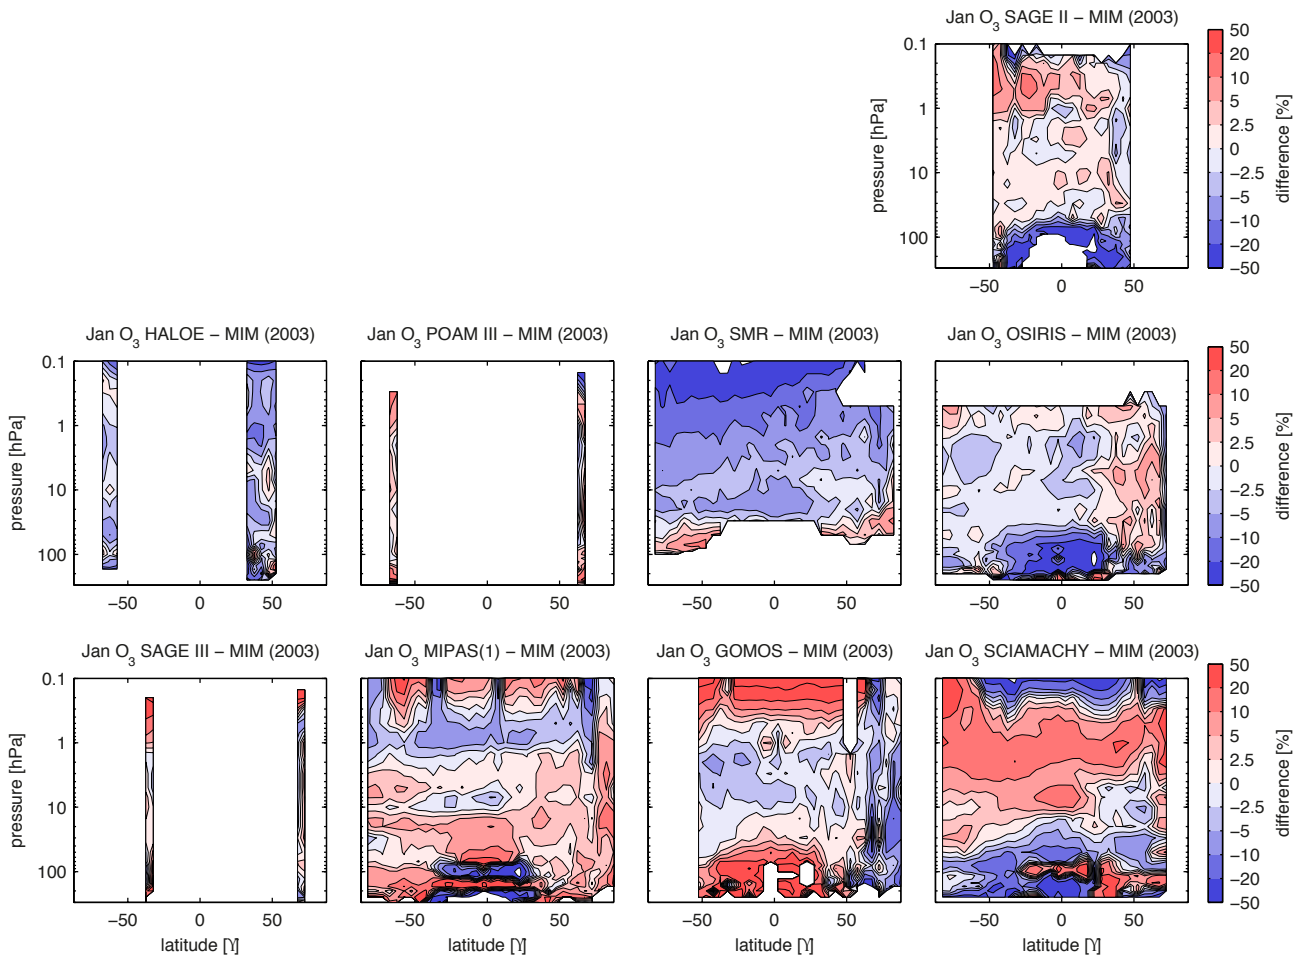 Jan O3 SAGE II − MIM (2003)
0.1
1
10
100
pressure [hPa]
−50
0
50
50
20
10
5
2.5
0
−2.5
−5
−10
−20
−50
difference [%]
Jan O3 HALOE − MIM (2003)
Jan O3 POAM III − MIM (2003)
Jan O3 SMR − MIM (2003)
Jan O3 OSIRIS − MIM (2003)
0.1
1
10
100
pressure [hPa]
−50 0 50
−50 0 50
−50 0 50
−50 0 50
50
20
10
5
2.5
0
−2.5
−5
−10
−20
−50
difference [%]
Jan O3 SAGE III − MIM (2003)
Jan O3 MIPAS(1) − MIM (2003)
Jan O3 GOMOS − MIM (2003)
Jan O3 SCIAMACHY − MIM (2003)
0.1
1
10
100
pressure [hPa]
−50 0 50
−50 0 50
−50 0 50
−50 0 50
latitude [Y]
latitude [Y]
latitude [Y]
latitude [Y]
50
20
10
5
2.5
0
−2.5
−5
−10
−20
−50
difference [%]